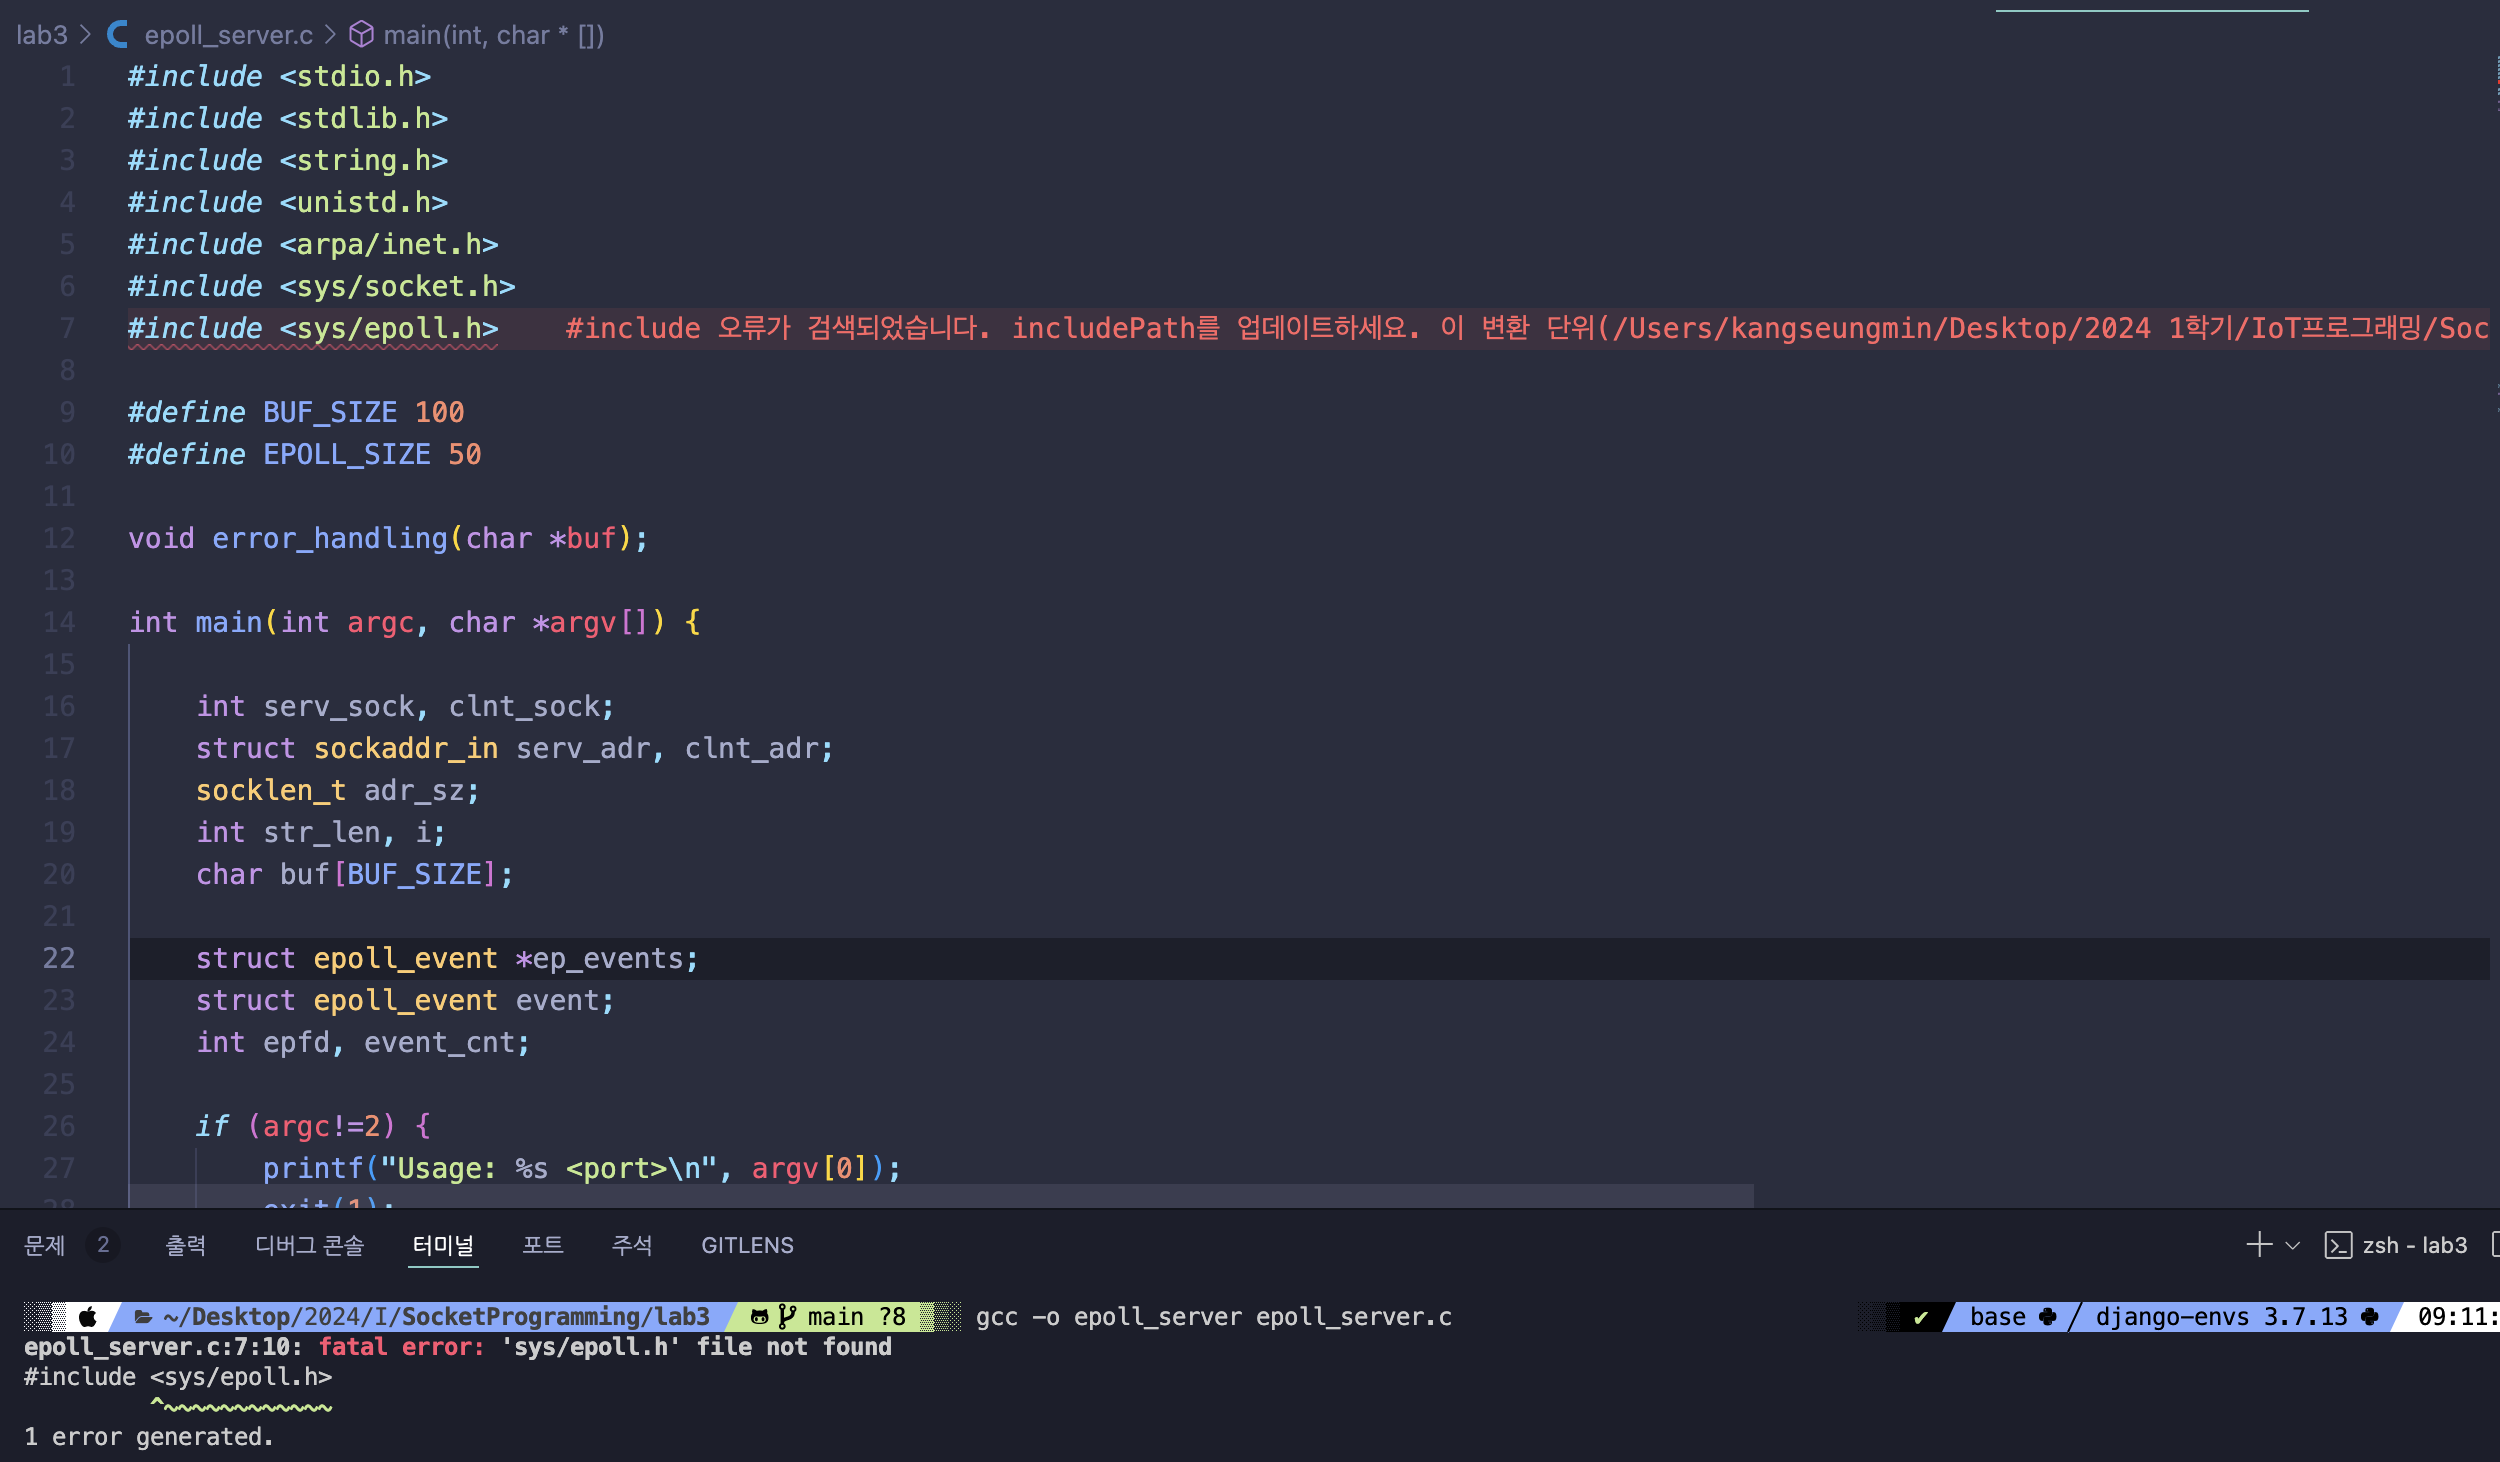 lab3 > C epoll_server.c > main(int, char * [])
1 #include <stdio.h>
2 #include <stdlib.h>
3 #include <string.h>
4 #include <unistd.h>
5 #include <arpa/inet.h>
6 #include <sys/socket.h>
7 #include <sys/epoll.h> #include 오류가 검색되었습니다. includePath를 업데이트하세요. 이 변환 단위(/Users/kangseungmin/Desktop/2024 1학기/IoT프로그래밍/Soc
8
9 #define BUF_SIZE 100
10 #define EPOLL_SIZE 50
11
12 void error_handling(char *buf);
13
14 int main(int argc, char *argv[]) {
15
16 int serv_sock, clnt_sock;
17 struct sockaddr_in serv_adr, clnt_adr;
18 socklen_t adr_sz;
19 int str_len, i;
20 char buf[BUF_SIZE];
21
22 struct epoll_event *ep_events;
23 struct epoll_event event;
24 int epfd, event_cnt;
25
26 if (argc!=2) {
27 printf("Usage: %s <port>\n", argv[0]);
28 exit(1);
문제 2 출력 디버그 콘솔 터미널 포트 주석 GITLENS zsh - lab3
~/Desktop/2024/I/SocketProgramming/lab3 main ?8 gcc -o epoll_server epoll_server.c ✔ base django-envs 3.7.13 09:11:
epoll_server.c:7:10: fatal error: 'sys/epoll.h' file not found
#include <sys/epoll.h>
^~~~~~~~~~~~~
1 error generated.